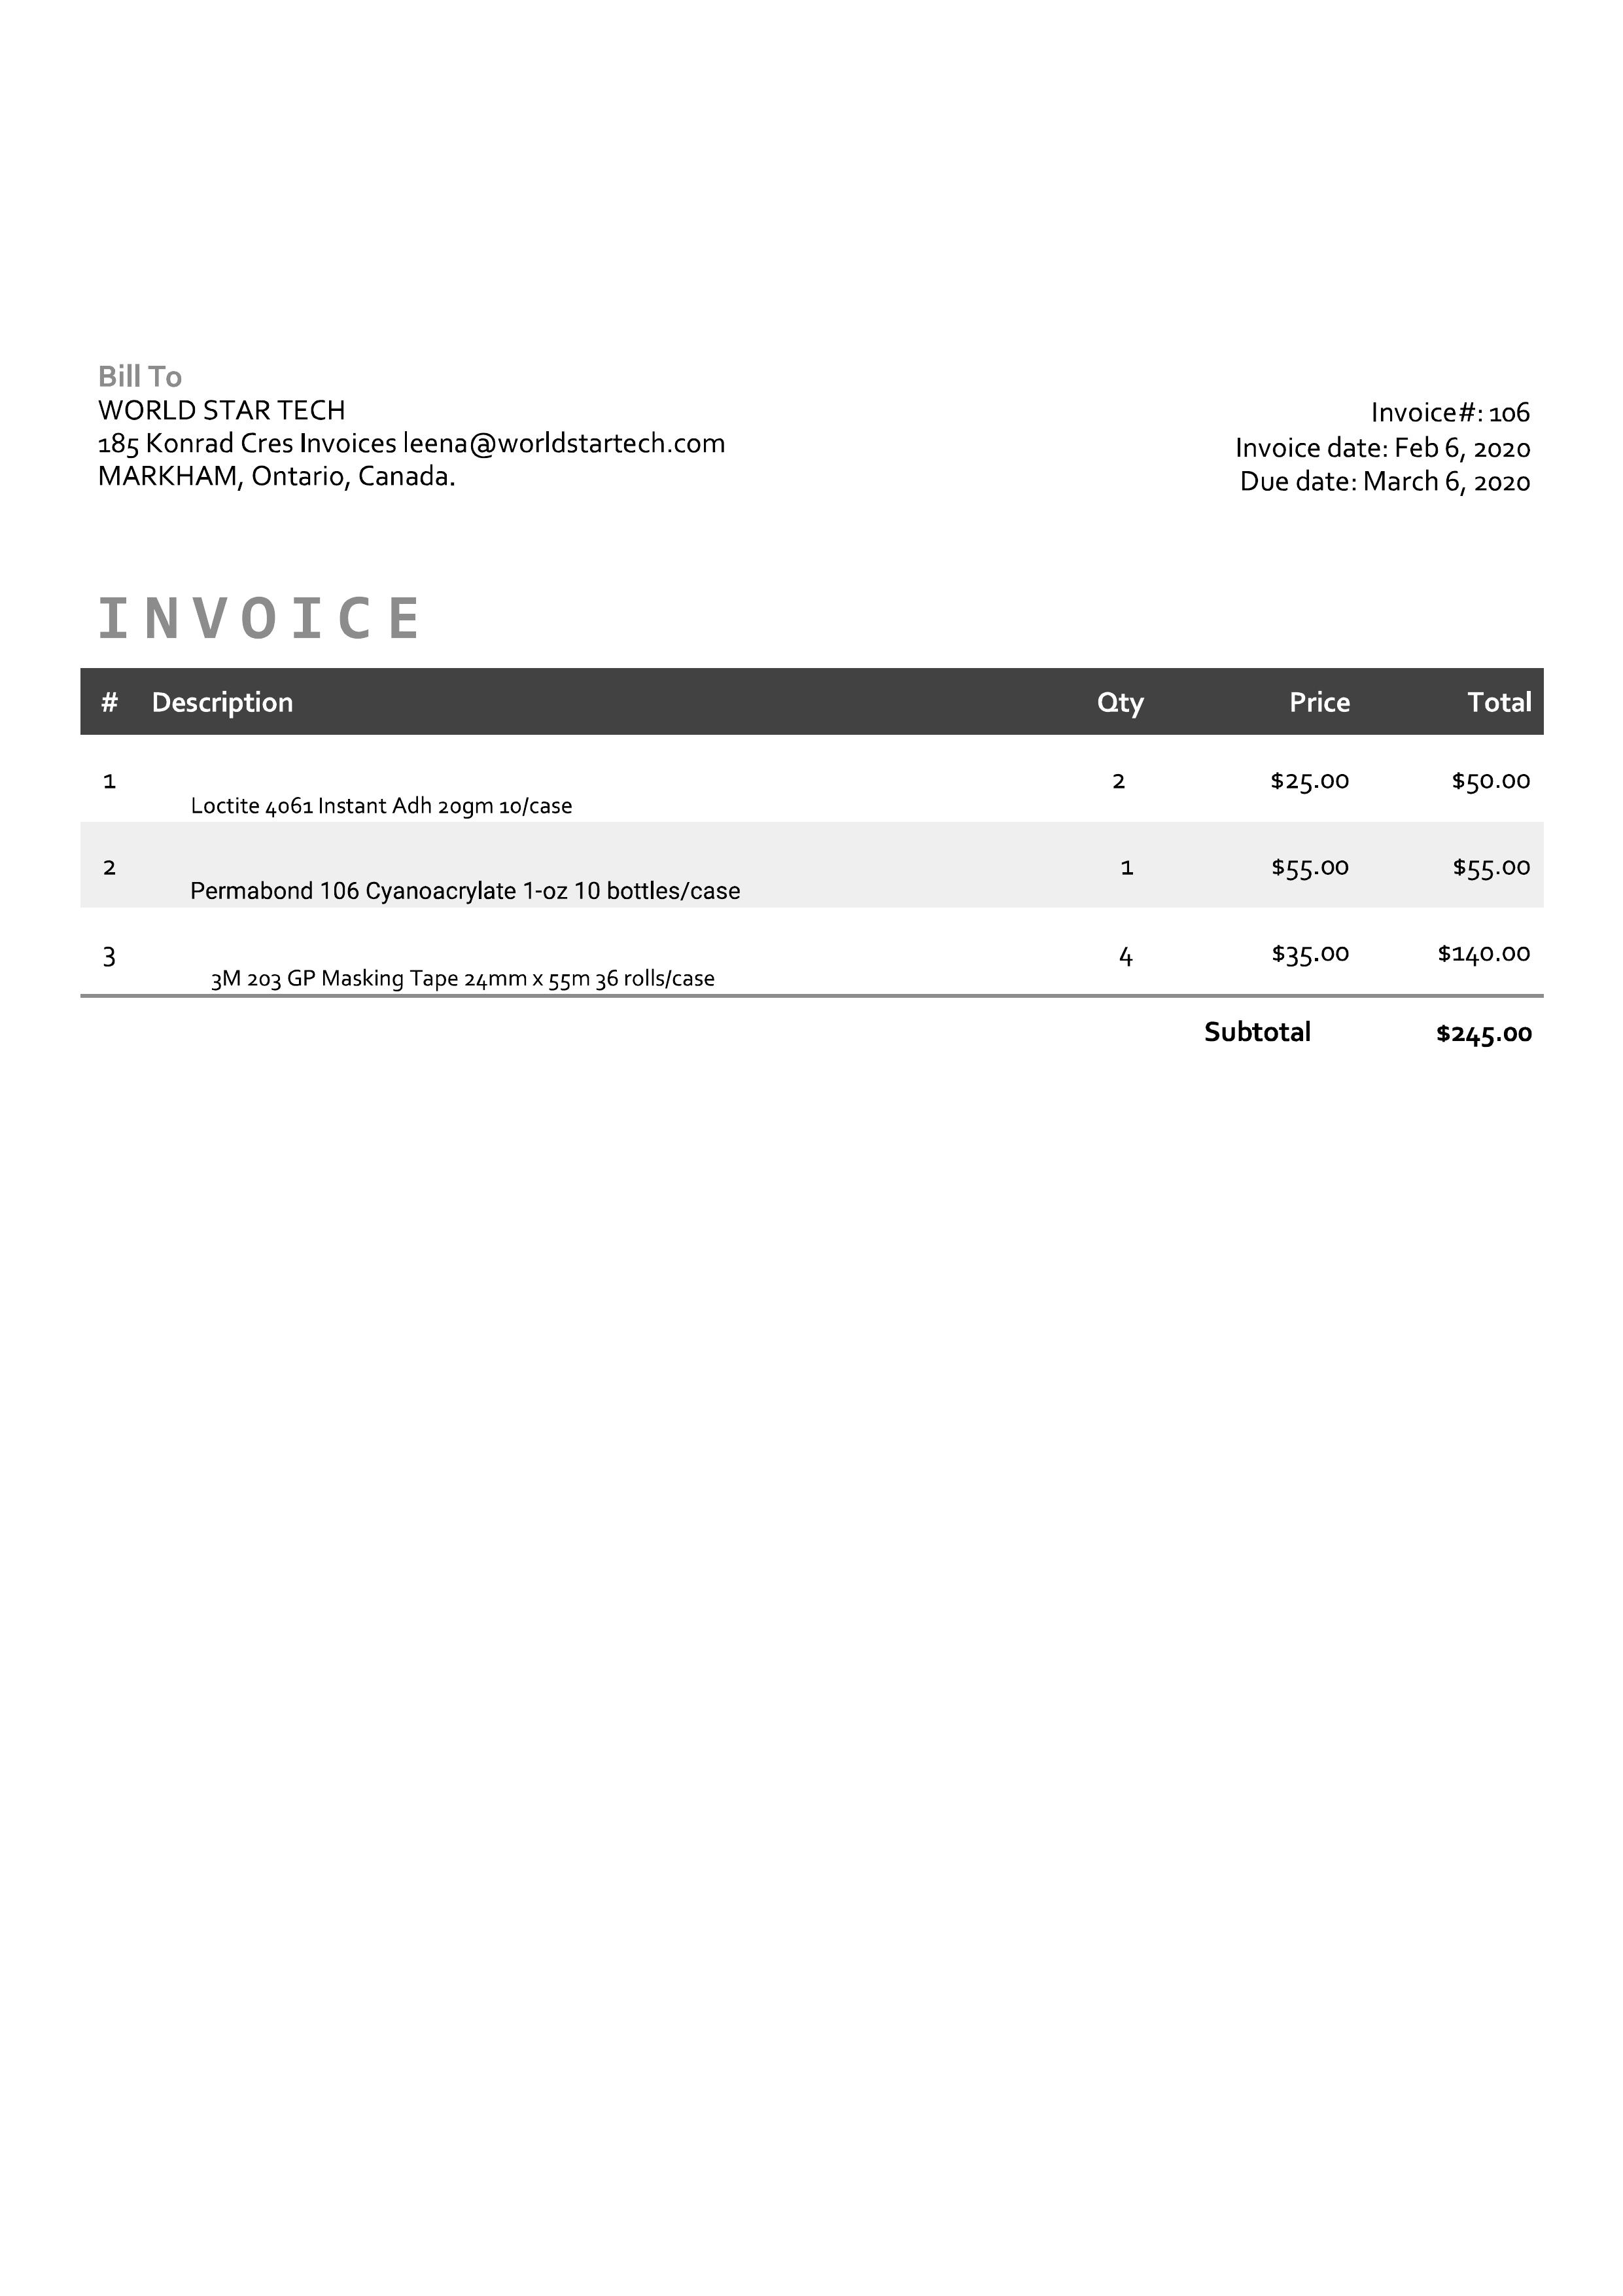 Bill To
WORLD STAR TECH
185 Konrad Cres Invoices leena@worldstartech.com
MARKHAM, Ontario, Canada.
Invoice#: 106
Invoice date: Feb 6, 2020
Due date: March 6, 2020
INVOICE
# Description Qty Price Total
1 Loctite 4061 Instant Adh 20gm 10/case 2 $25.00 $50.00
2 Permabond 106 Cyanoacrylate 1-oz 10 bottles/case 1 $55.00 $55.00
3 3M 203 GP Masking Tape 24mm x 55m 36 rolls/case 4 $35.00 $140.00
Subtotal $245.00